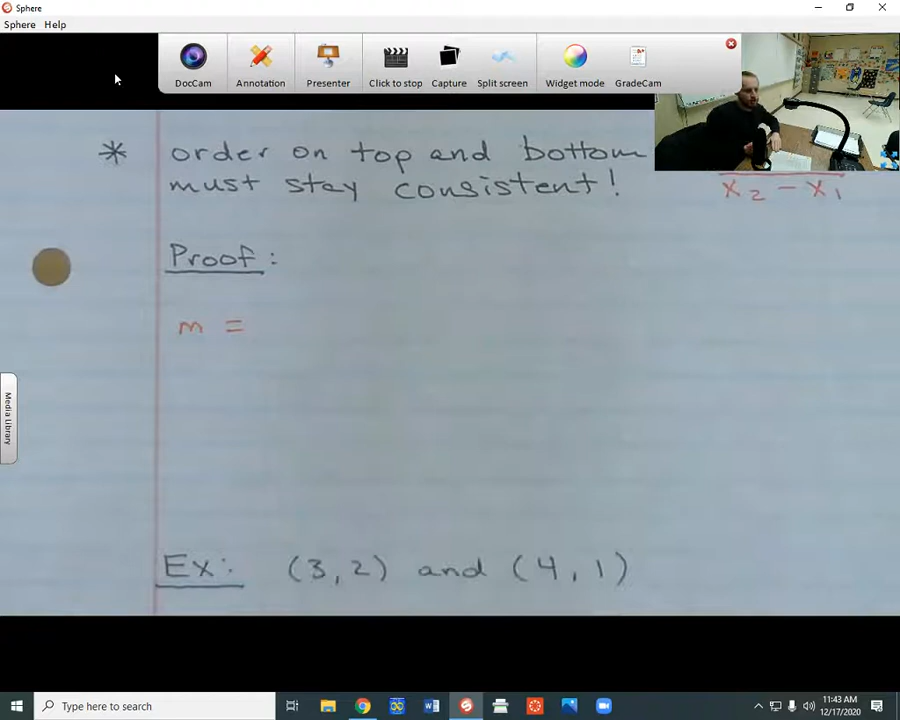 Sphere
Sphere Help
DocCam Annotation Presenter Click to stop Capture Split screen Widget mode GradeCam
* order on top and bottom
must stay consistent!
x₂ - x₁
Proof:
m =
Media Library
Ex: (3,2) and (4,1)
Type here to search
11:43 AM
12/17/2020